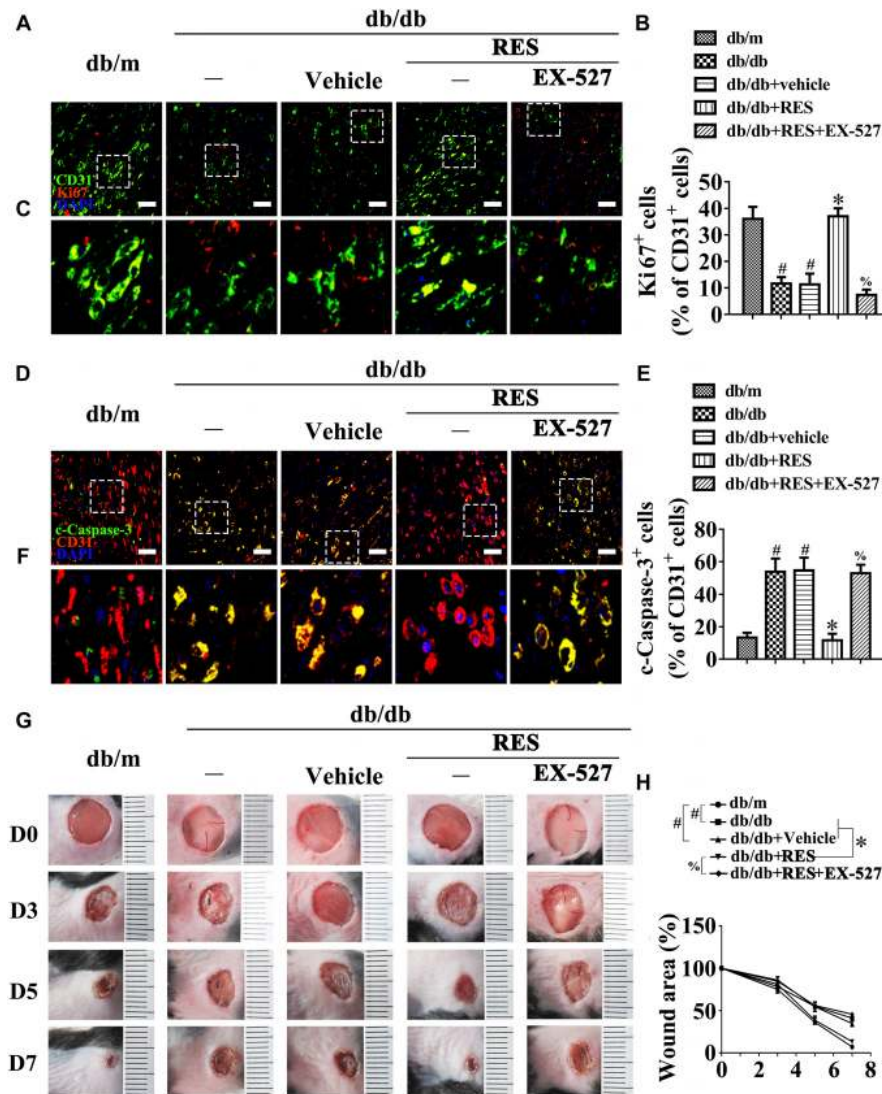 A
db/db
B
db/m
RES
—
Vehicle
—
EX-527
db/m
db/db
db/db+vehicle
db/db+RES
db/db+RES+EX-527
CD31
Ki67
DAPI
C
Ki 67+ cells
(% of CD31+ cells)
50
40
30
20
10
0
#
#
*
%
D
db/db
E
db/m
RES
—
Vehicle
—
EX-527
db/m
db/db
db/db+vehicle
db/db+RES
db/db+RES+EX-527
c-Caspase-3
CD31
DAPI
F
c-Caspase-3+ cells
(% of CD31+ cells)
80
60
40
20
0
#
#
*
%
G
db/db
db/m
RES
—
Vehicle
—
EX-527
H
D0
D3
D5
D7
# # db/m
db/db
db/db+Vehicle *
% db/db+RES
db/db+RES+EX-527
Wound area (%)
150
100
50
0
0 2 4 6 8